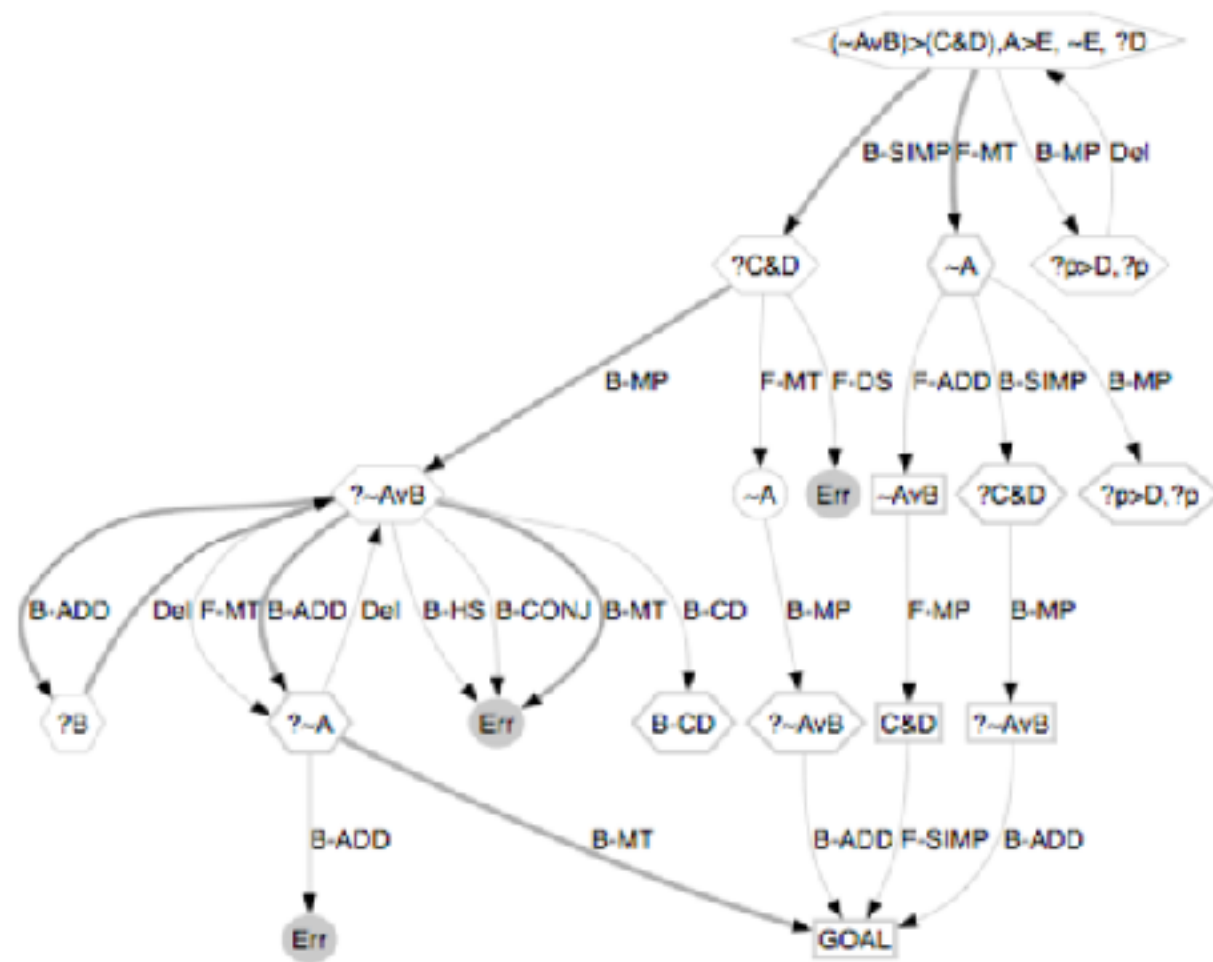 (~AvB)>(C&D),A>E, ~E, ?D
B-SIMP F-MT B-MP Del
?C&D ~A ?p>D,?p
B-MP F-MT F-DS F-ADD B-SIMP B-MP
?~AvB ~A Err ~AvB ?C&D ?p>D,?p
B-ADD Del F-MT B-ADD Del B-HS B-CONJ B-MT B-CD B-MP F-MP B-MP
?B ?~A Err B-CD ?~AvB C&D ?~AvB
B-ADD B-MT B-ADD F-SIMP B-ADD
Err GOAL